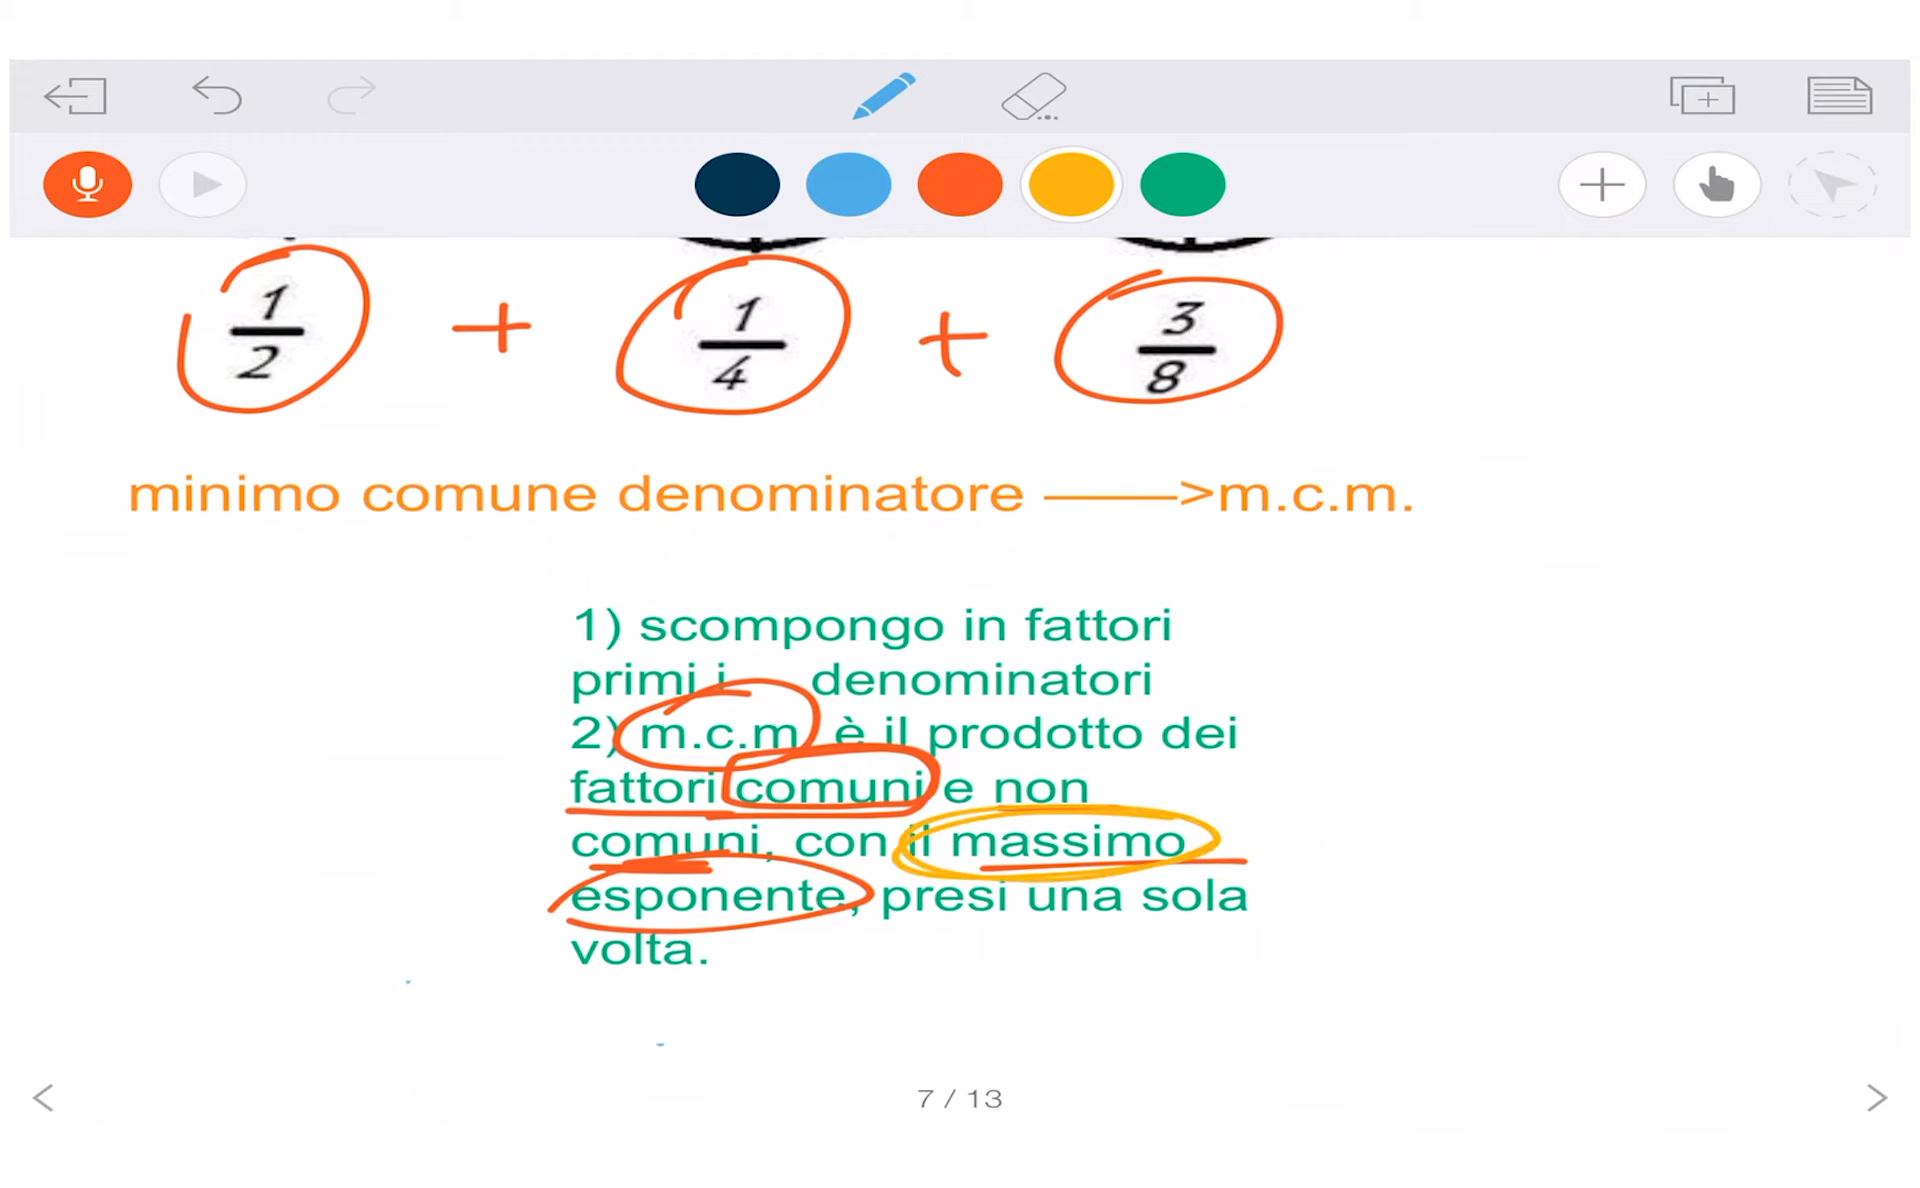 1/2 + 1/4 + 3/8
minimo comune denominatore ——>m.c.m.
1) scompongo in fattori
primi i denominatori
2) m.c.m è il prodotto dei
fattori comuni e non
comuni, con il massimo
esponente, presi una sola
volta.
7 / 13